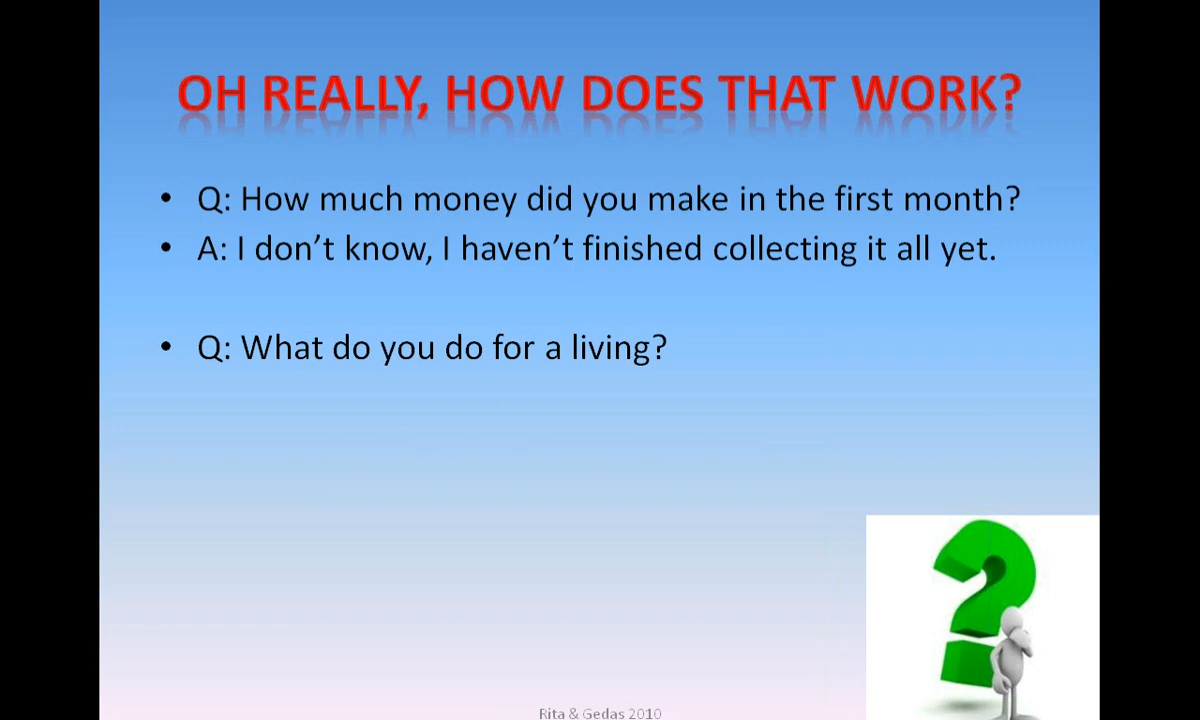 OH REALLY, HOW DOES THAT WORK?
• Q: How much money did you make in the first month?
• A: I don’t know, I haven’t finished collecting it all yet.
• Q: What do you do for a living?
Rita & Gedas 2010